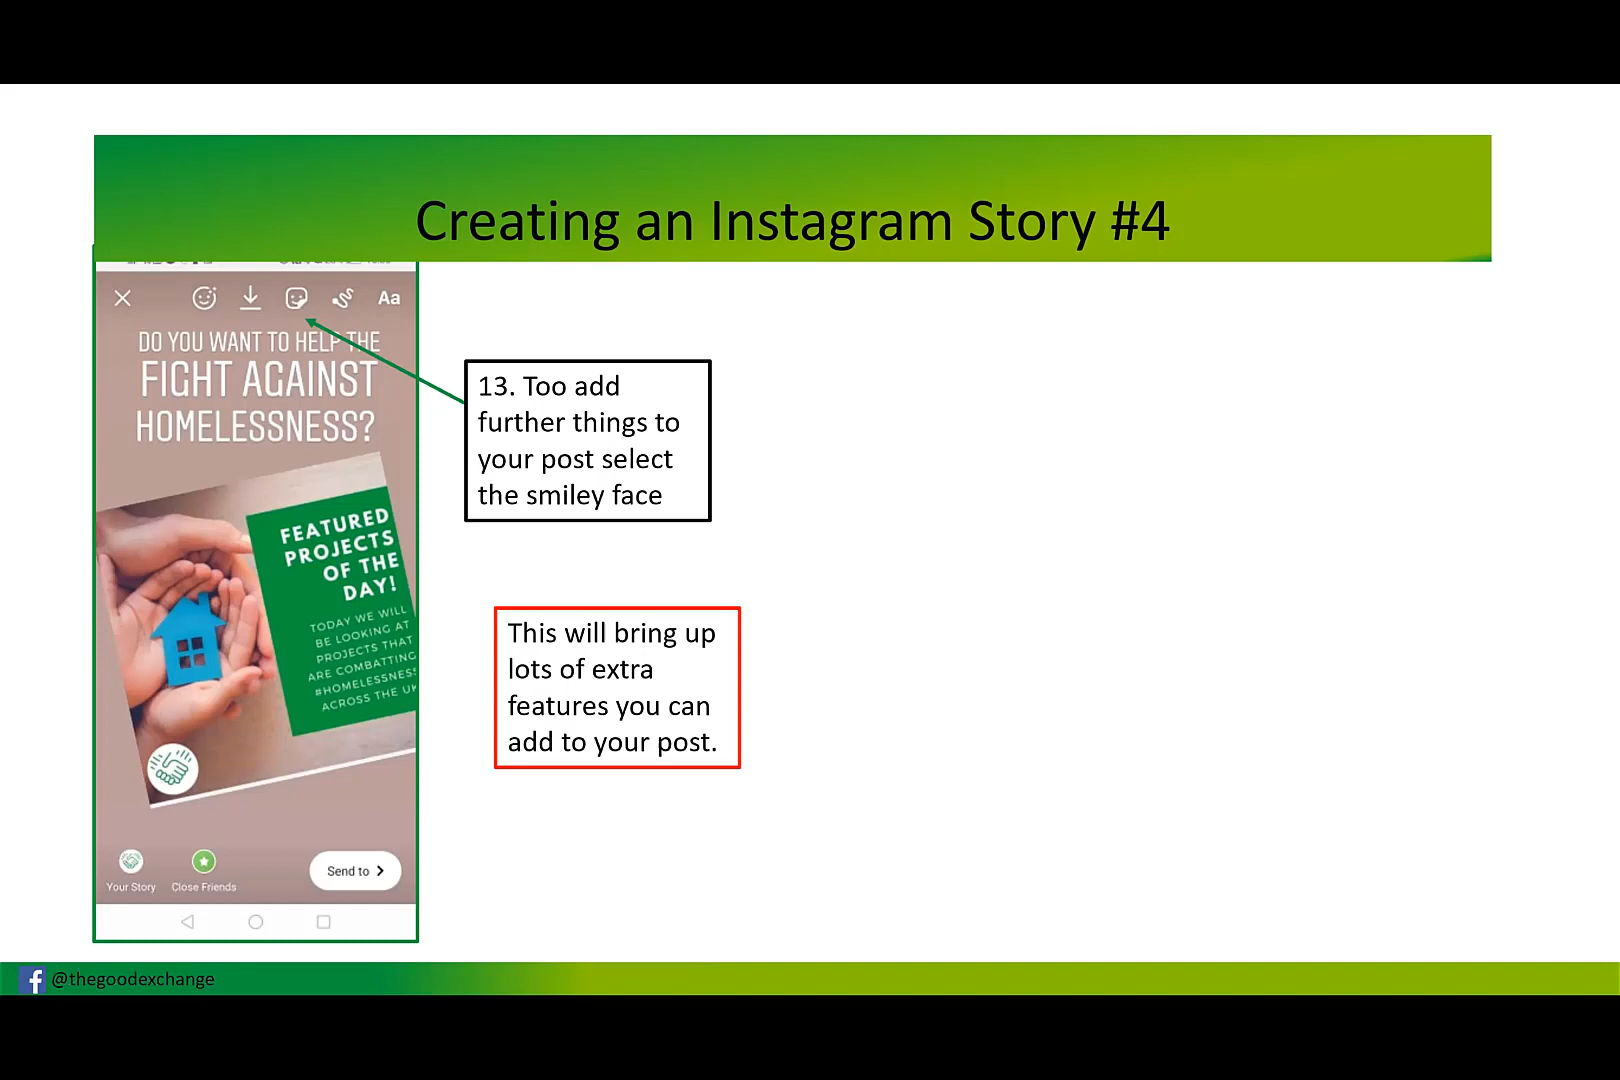 Creating an Instagram Story #4
Aa
DO YOU WANT TO HELP THE
FIGHT AGAINST
HOMELESSNESS?
FEATURED
PROJECTS
OF THE
DAY!
TODAY WE WILL
BE LOOKING AT
PROJECTS THAT
ARE COMBATTING
#HOMELESSNESS
ACROSS THE UK
Your Story
Close Friends
Send to
13. Too add
further things to
your post select
the smiley face
This will bring up
lots of extra
features you can
add to your post.
@thegoodexchange